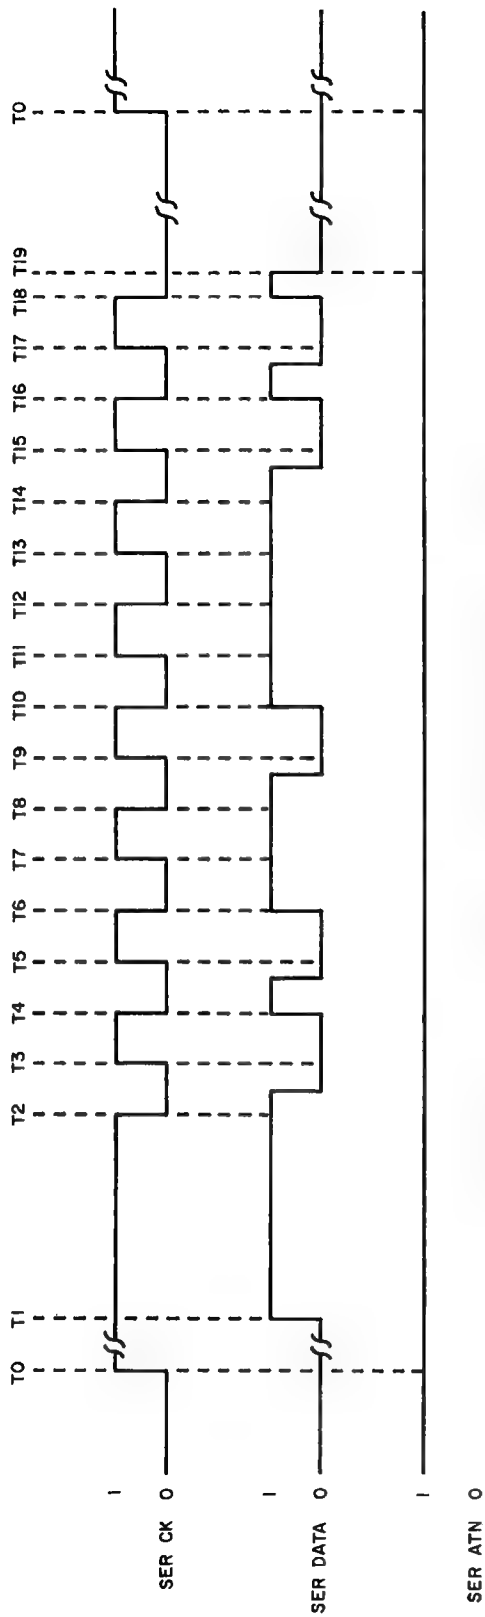 T0 T1 T2 T3 T4 T5 T6 T7 T8 T9 T10 T11 T12 T13 T14 T15 T16 T17 T18 T19 T0
1
SER CK 0
1
SER DATA 0
1
SER ATN 0